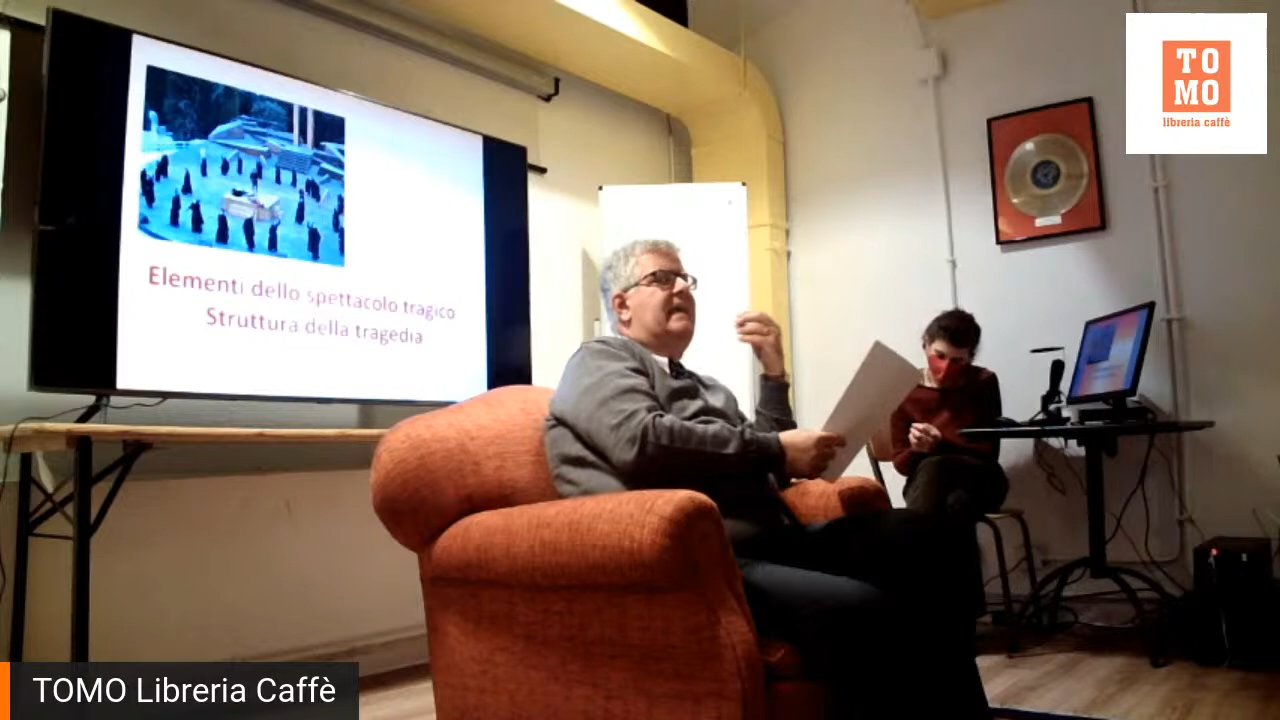 Elementi dello spettacolo tragico
Struttura della tragedia
TO
MO
libreria caffè
TOMO Libreria Caffè